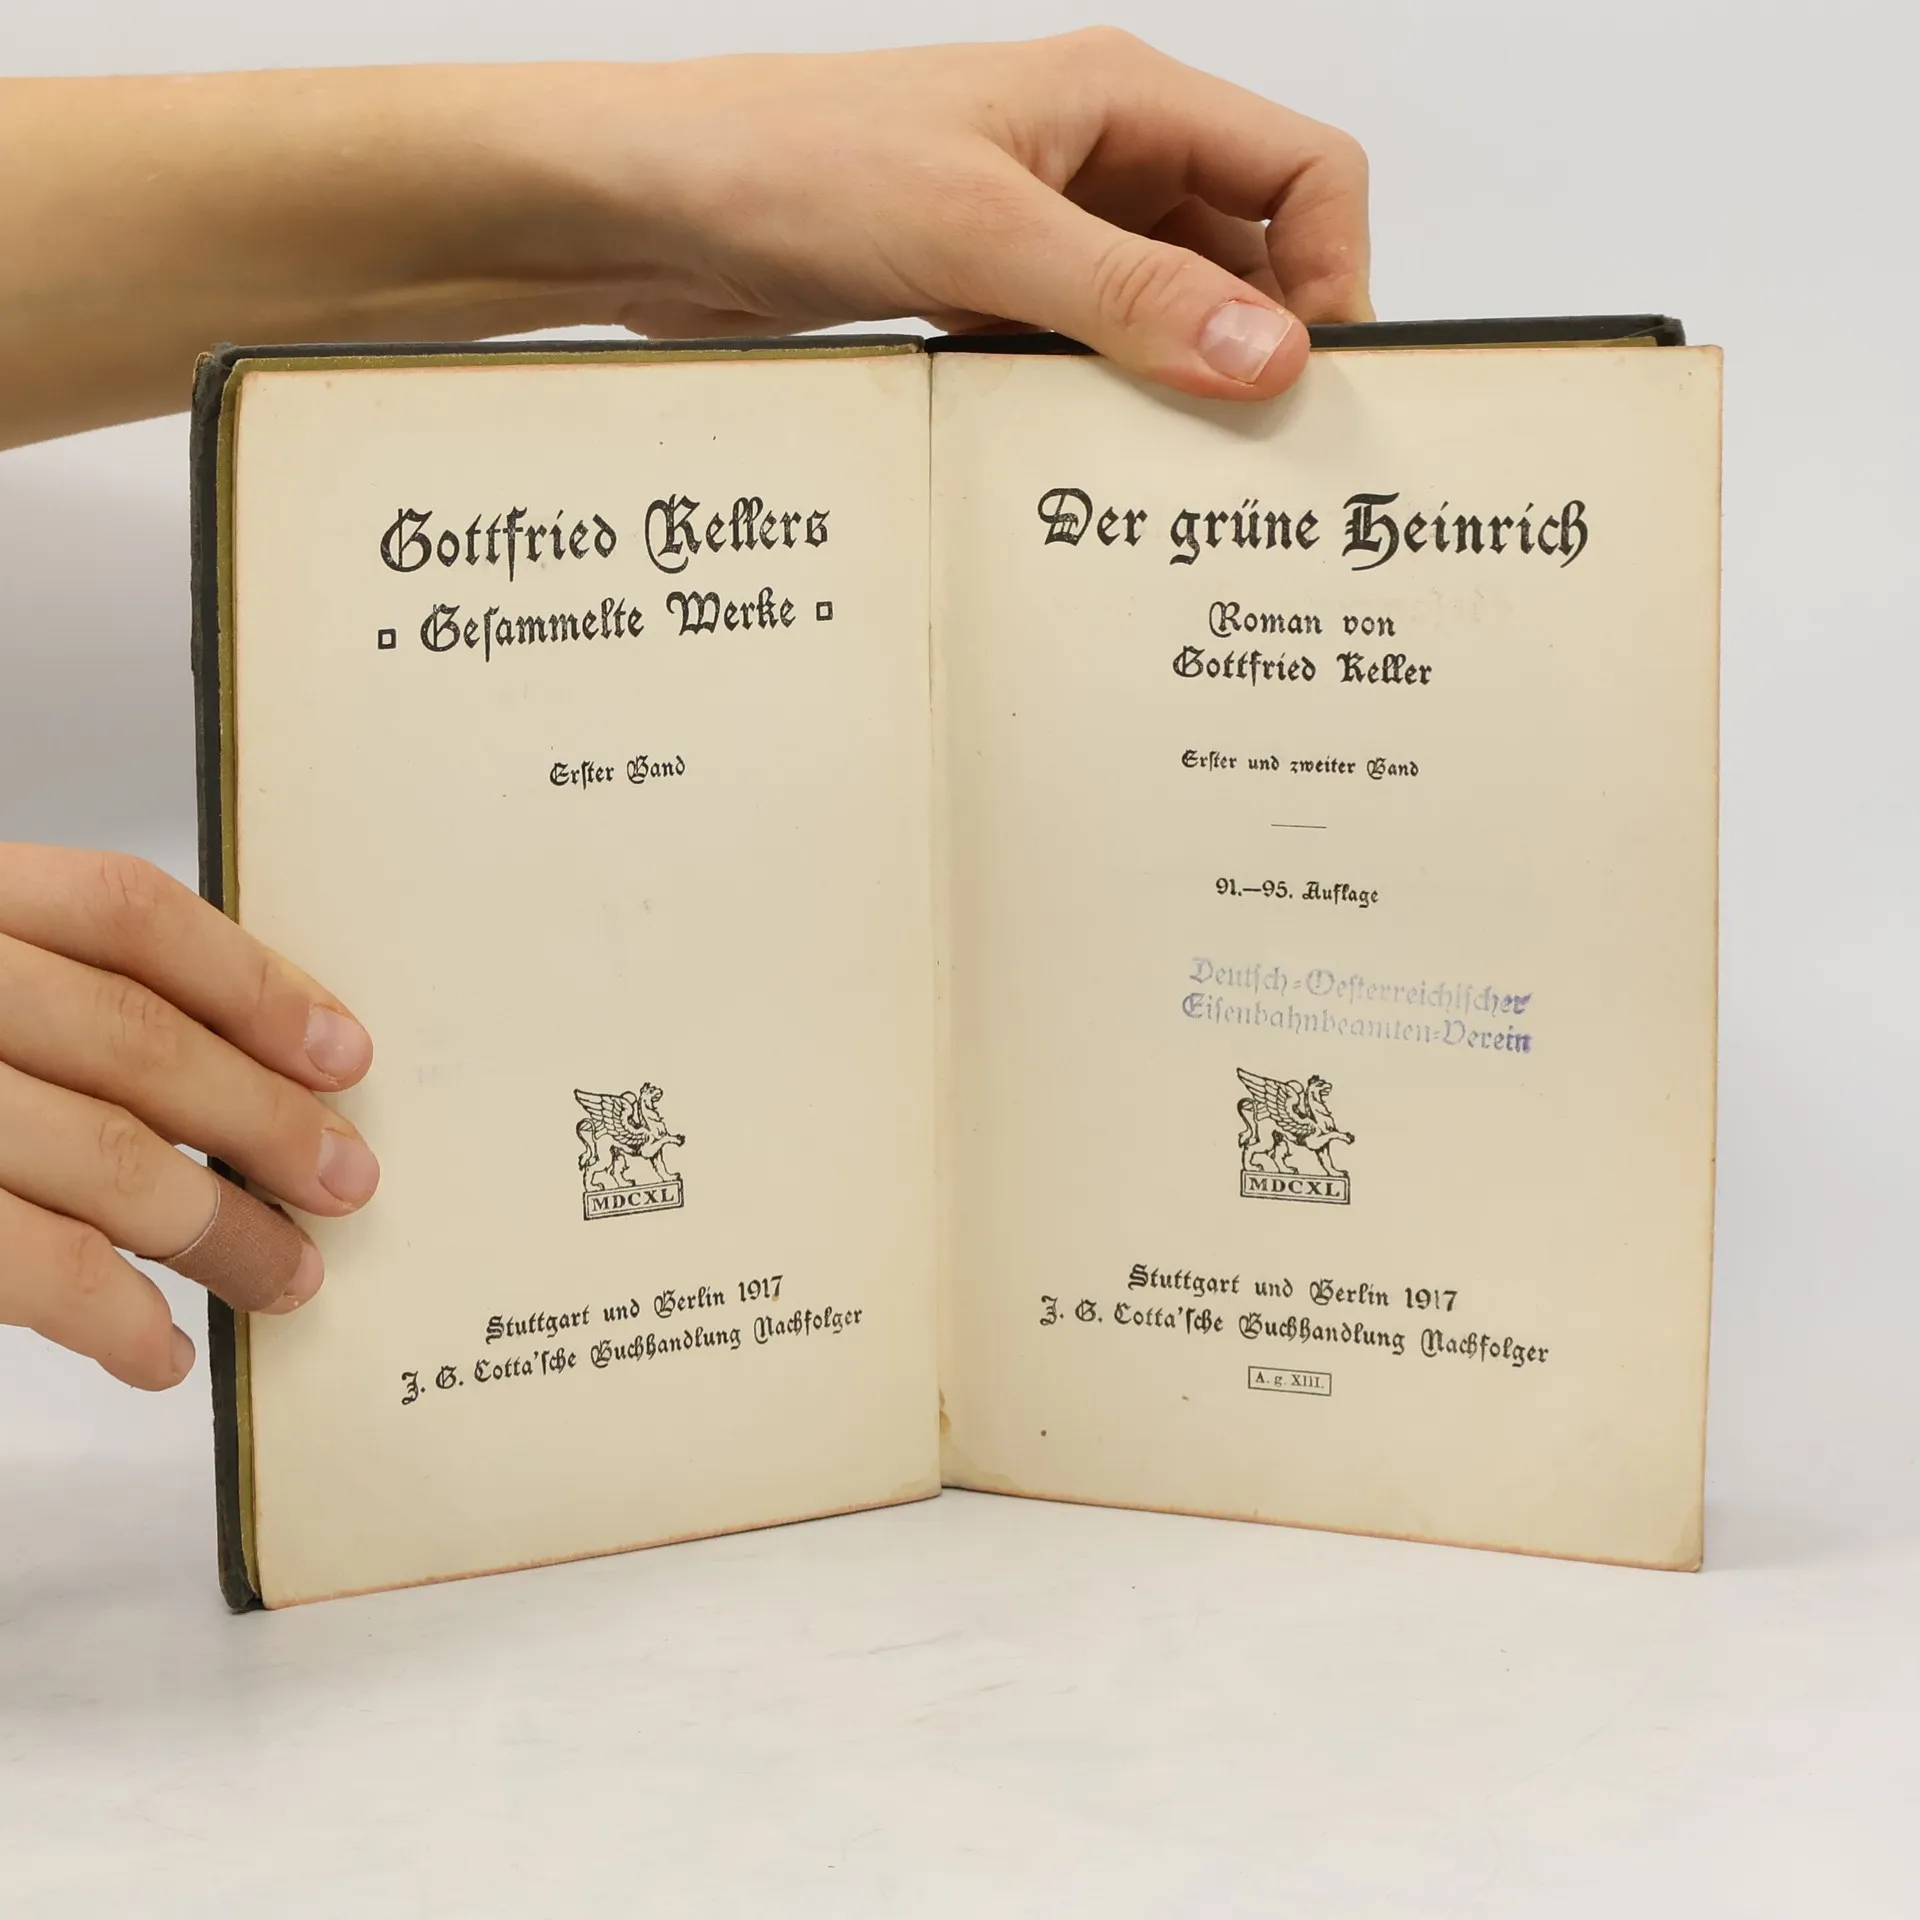 Gottfried Kellers
▫ Gesammelte Werke ▫
Erster Band
MDCXL
Stuttgart und Berlin 1917
J. G. Cotta'sche Buchhandlung Nachfolger
Der grüne Heinrich
Roman von
Gottfried Keller
Erster und zweiter Band
91.—95. Auflage
Deutsch-Oesterreichischer
Eisenbahnbeamten-Verein
MDCXL
Stuttgart und Berlin 1917
J. G. Cotta'sche Buchhandlung Nachfolger
A. g. XIII.